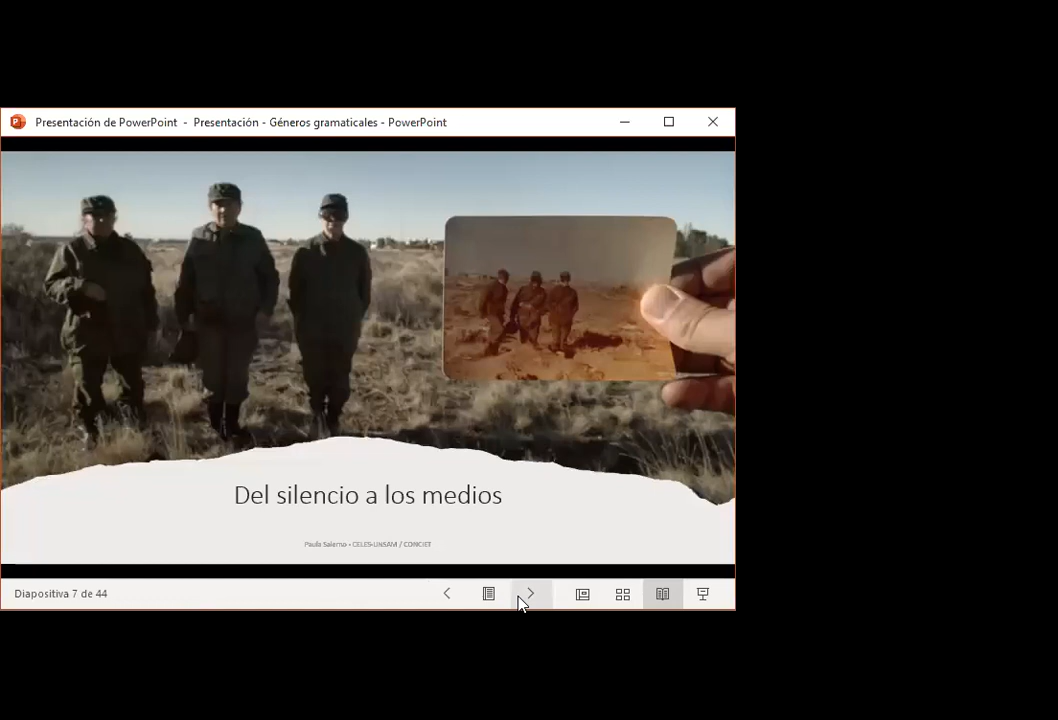 Presentación de PowerPoint - Presentación - Géneros gramaticales - PowerPoint
Del silencio a los medios
Paula Salerno - CELES-UNSAM / CONICET
Diapositiva 7 de 44